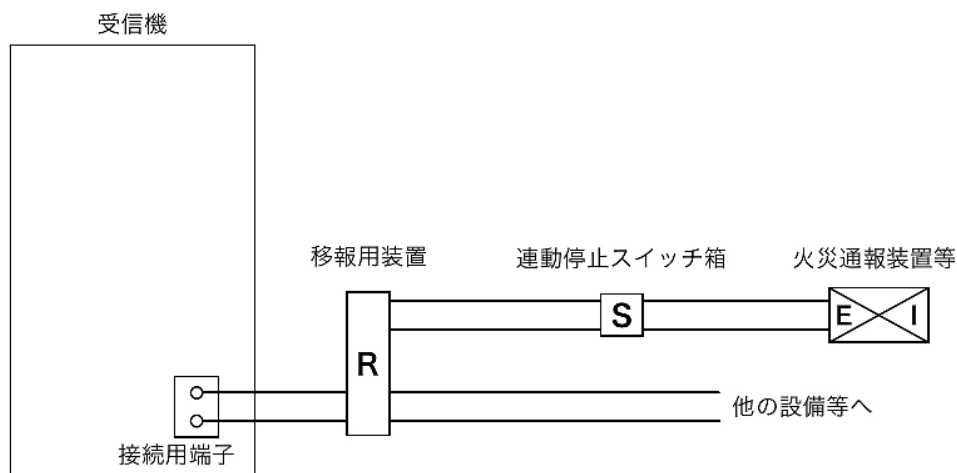 受信機
移報用装置
連動停止スイッチ箱
火災通報装置等
S
E I
R
他の設備等へ
接続用端子